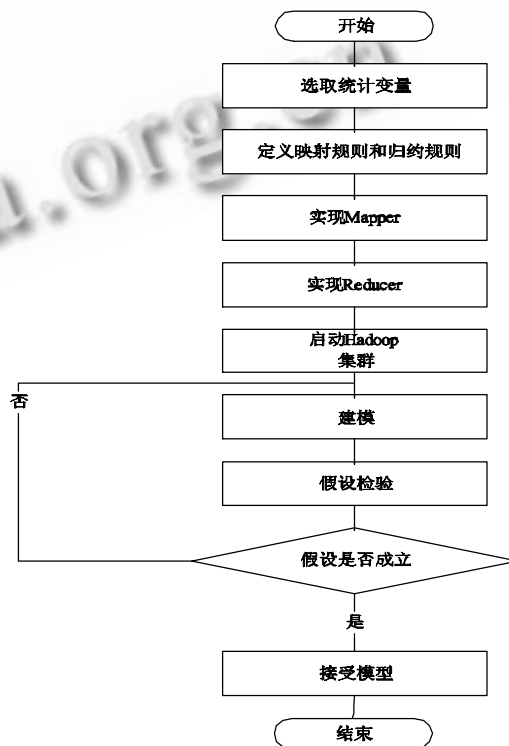 开始
选取统计变量
定义映射规则和归约规则
实现Mapper
实现Reducer
启动Hadoop
集群
否
建模
假设检验
假设是否成立
是
接受模型
结束